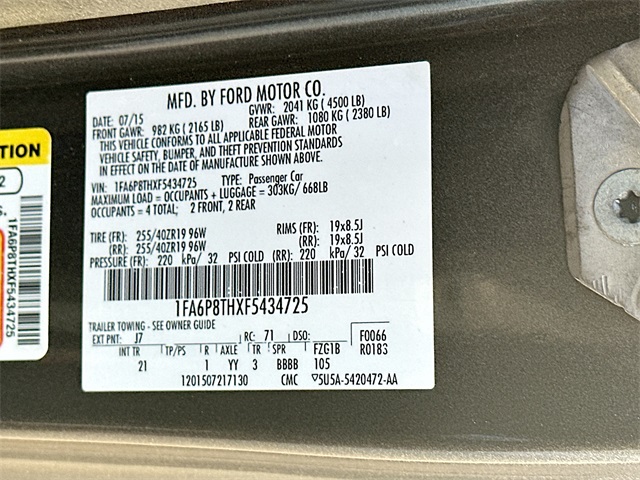 MFD. BY FORD MOTOR CO.
DATE: 07/15 GVWR: 2041 KG ( 4500 LB)
FRONT GAWR: 982 KG ( 2165 LB) REAR GAWR: 1080 KG ( 2380 LB)
THIS VEHICLE CONFORMS TO ALL APPLICABLE FEDERAL MOTOR
VEHICLE SAFETY, BUMPER, AND THEFT PREVENTION STANDARDS
IN EFFECT ON THE DATE OF MANUFACTURE SHOWN ABOVE.
VIN: 1FA6P8THXF5434725 TYPE: Passenger Car
MAXIMUM LOAD = OCCUPANTS + LUGGAGE = 303KG/ 668LB
OCCUPANTS = 4 TOTAL; 2 FRONT, 2 REAR
TIRE (FR): 255/40ZR19 96W RIMS (FR): 19x8.5J
(RR): 255/40ZR19 96W (RR): 19x8.5J
PRESSURE (FR): 220 kPa/ 32 PSI COLD (RR): 220 kPa/ 32 PSI COLD
1FA6P8THXF5434725
TRAILER TOWING - SEE OWNER GUIDE
EXT PNT: J7 RC: 71 DSO: F0066
INT TR TP/PS R AXLE TR SPR FZG1B R0183
21 1 YY 3 BBBB 105
1201507217130 CMC 5U5A-5420472-AA
TION
2
S.
1FA6P8THXF5434725